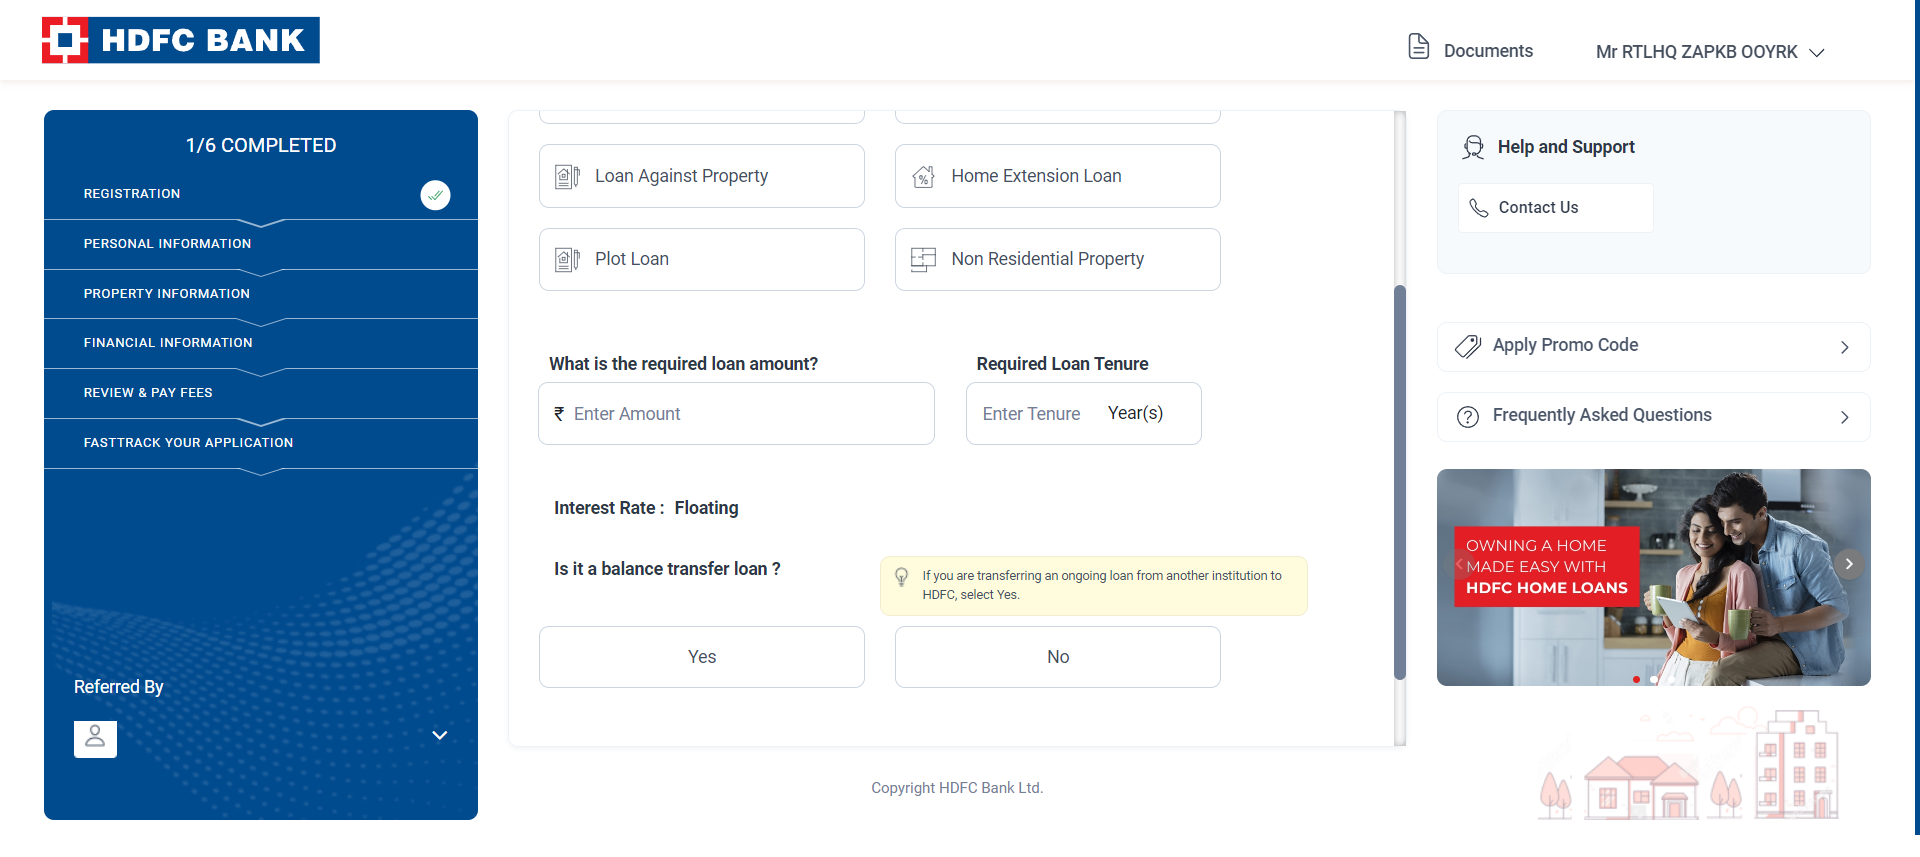 HDFC BANK
Documents
Mr RTLHQ ZAPKB OOYRK
1/6 COMPLETED
REGISTRATION
PERSONAL INFORMATION
PROPERTY INFORMATION
FINANCIAL INFORMATION
REVIEW & PAY FEES
FASTTRACK YOUR APPLICATION
Referred By
Loan Against Property
Home Extension Loan
Plot Loan
Non Residential Property
What is the required loan amount?
Required Loan Tenure
₹ Enter Amount
Enter Tenure Year(s)
Interest Rate : Floating
Is it a balance transfer loan ?
If you are transferring an ongoing loan from another institution to
HDFC, select Yes.
Yes
No
Copyright HDFC Bank Ltd.
Help and Support
Contact Us
Apply Promo Code
Frequently Asked Questions
OWNING A HOME
MADE EASY WITH
HDFC HOME LOANS